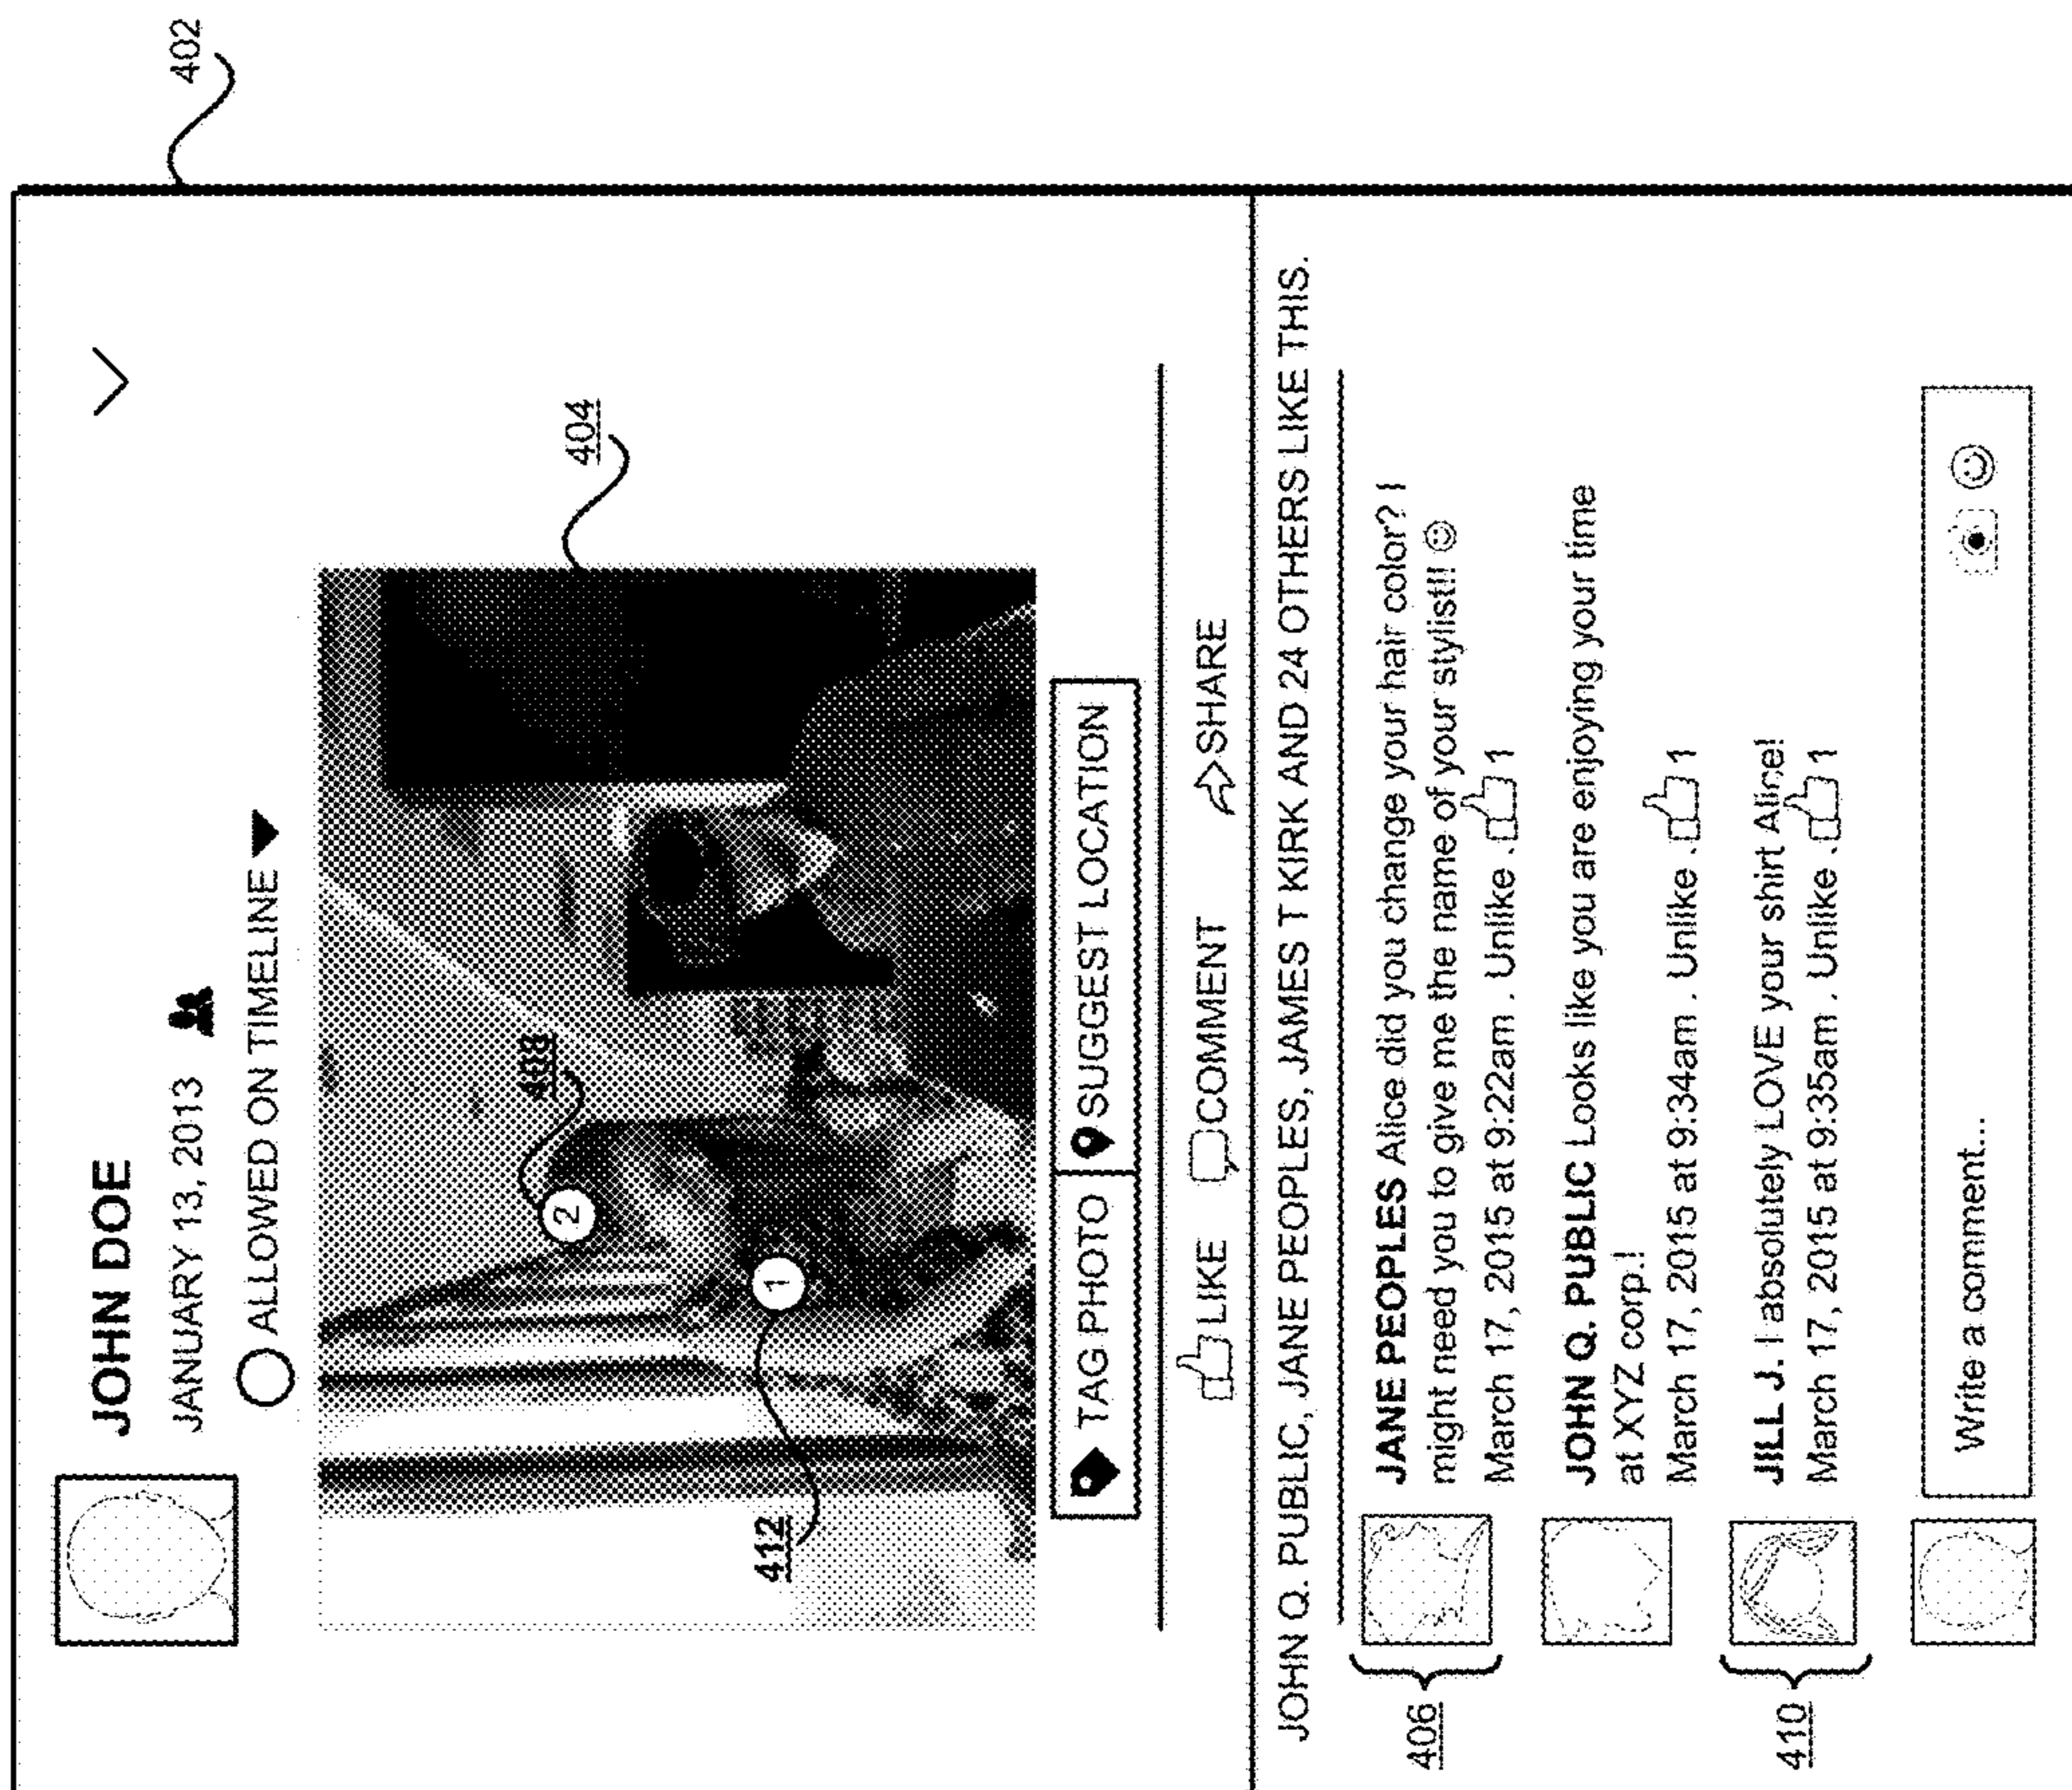 402
JOHN DOE
JANUARY 13, 2013
ALLOWED ON TIMELINE
404
408
2
1
412
TAG PHOTO
SUGGEST LOCATION
LIKE
COMMENT
SHARE
JOHN Q. PUBLIC, JANE PEOPLES, JAMES T KIRK AND 24 OTHERS LIKE THIS.
406
JANE PEOPLES Alice did you change your hair color? I
might need you to give me the name of your stylist!! ☺
March 17, 2015 at 9:22am . Unlike . 1
JOHN Q. PUBLIC Looks like you are enjoying your time
at XYZ corp.!
March 17, 2015 at 9:34am . Unlike . 1
410
JILL J. I absolutely LOVE your shirt Alice!
March 17, 2015 at 9:35am . Unlike . 1
Write a comment...